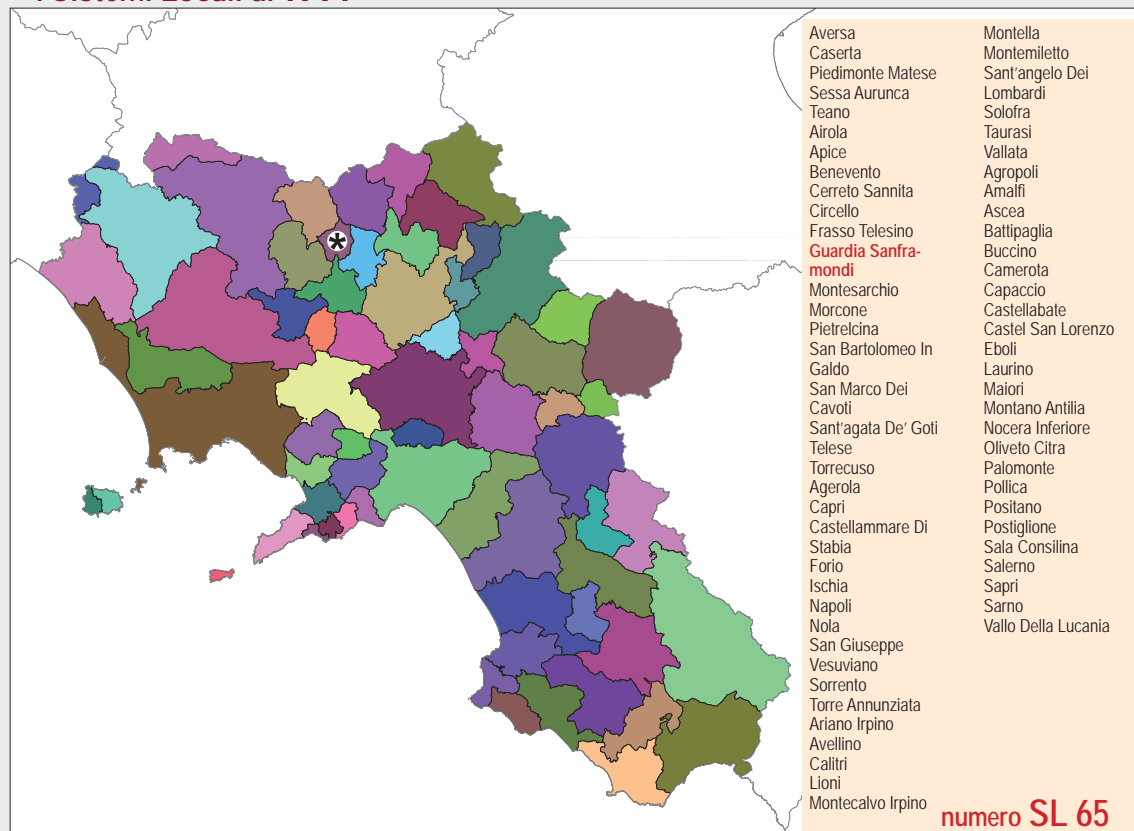 i Sistemi Locali di
Aversa
Caserta
Piedimonte Matese
Sessa Aurunca
Teano
Airola
Apice
Benevento
Cerreto Sannita
Circello
Frasso Telesino
Guardia Sanfra-
mondi
Montesarchio
Morcone
Pietrelcina
San Bartolomeo In
Galdo
San Marco Dei
Cavoti
Sant'agata De' Goti
Telese
Torrecuso
Agerola
Capri
Castellammare Di
Stabia
Forio
Ischia
Napoli
Nola
San Giuseppe
Vesuviano
Sorrento
Torre Annunziata
Ariano Irpino
Avellino
Calitri
Lioni
Montecalvo Irpino
Montella
Montemiletto
Sant'angelo Dei
Lombardi
Solofra
Taurasi
Vallata
Agropoli
Amalfi
Ascea
Battipaglia
Buccino
Camerota
Capaccio
Castellabate
Castel San Lorenzo
Eboli
Laurino
Maiori
Montano Antilia
Nocera Inferiore
Oliveto Citra
Palomonte
Pollica
Positano
Postiglione
Sala Consilina
Salerno
Sapri
Sarno
Vallo Della Lucania
numero SL 65